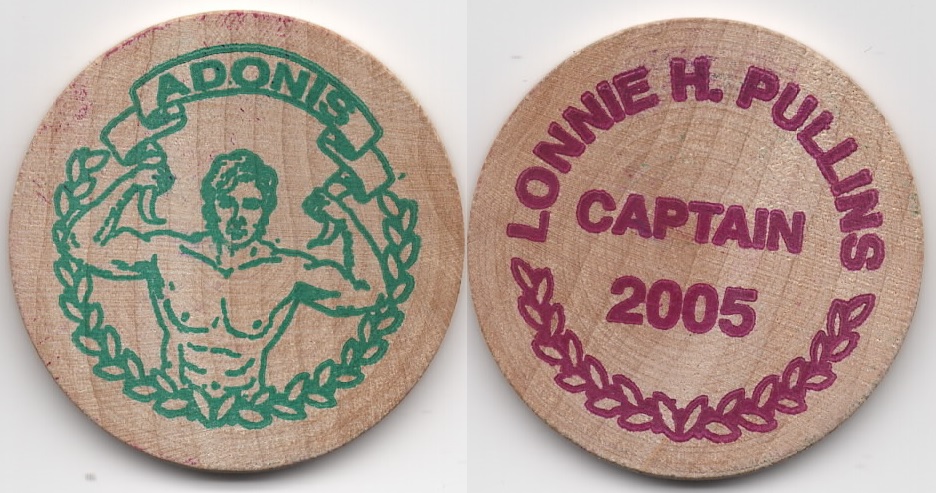 ADONIS
LONNIE H. PULLINS
CAPTAIN
2005